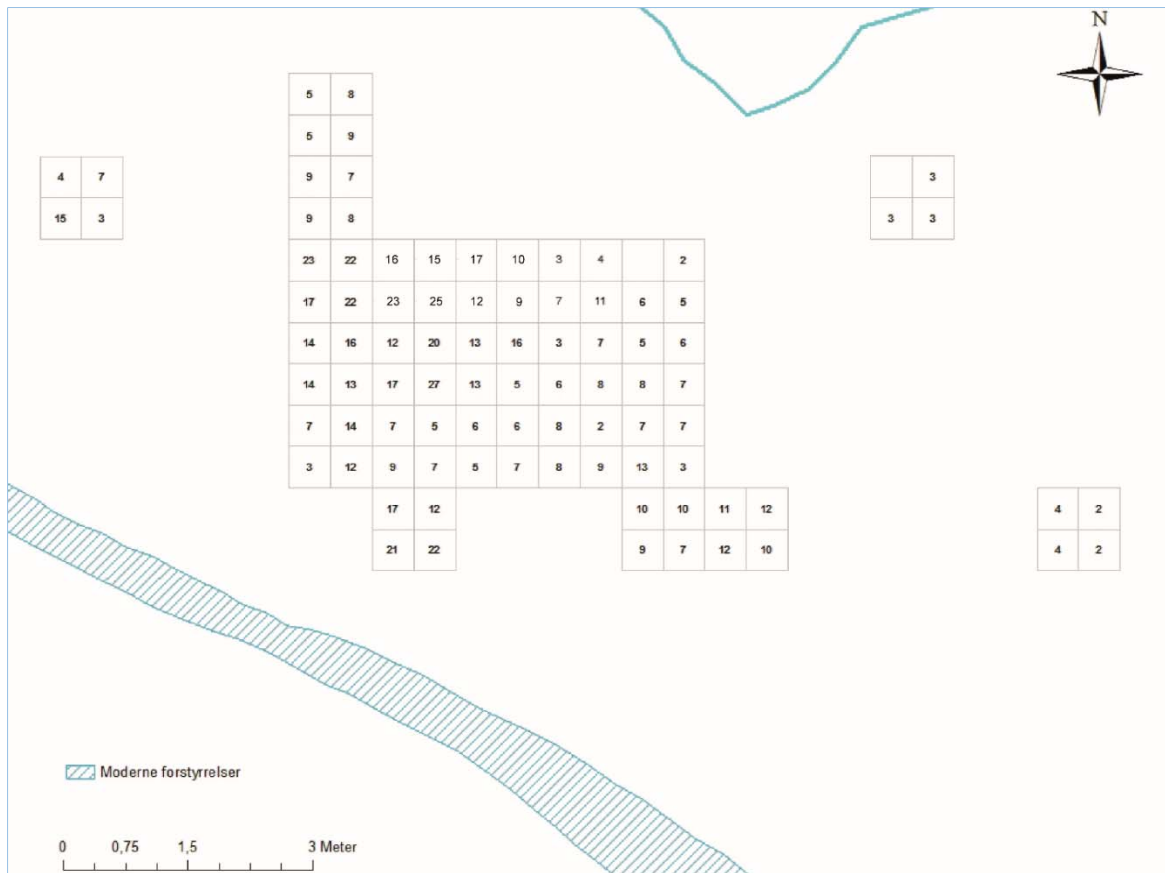 N
5 8
5 9
4 7 9 7 3
15 3 9 8 3 3
23 22 16 15 17 10 3 4 2
17 22 23 25 12 9 7 11 6 5
14 16 12 20 13 16 3 7 5 6
14 13 17 27 13 5 6 8 8 7
7 14 7 5 6 6 8 2 7 7
3 12 9 7 5 7 8 9 13 3
17 12 10 10 11 12 4 2
21 22 9 7 12 10 4 2
Moderne forstyrrelser
0 0,75 1,5 3 Meter